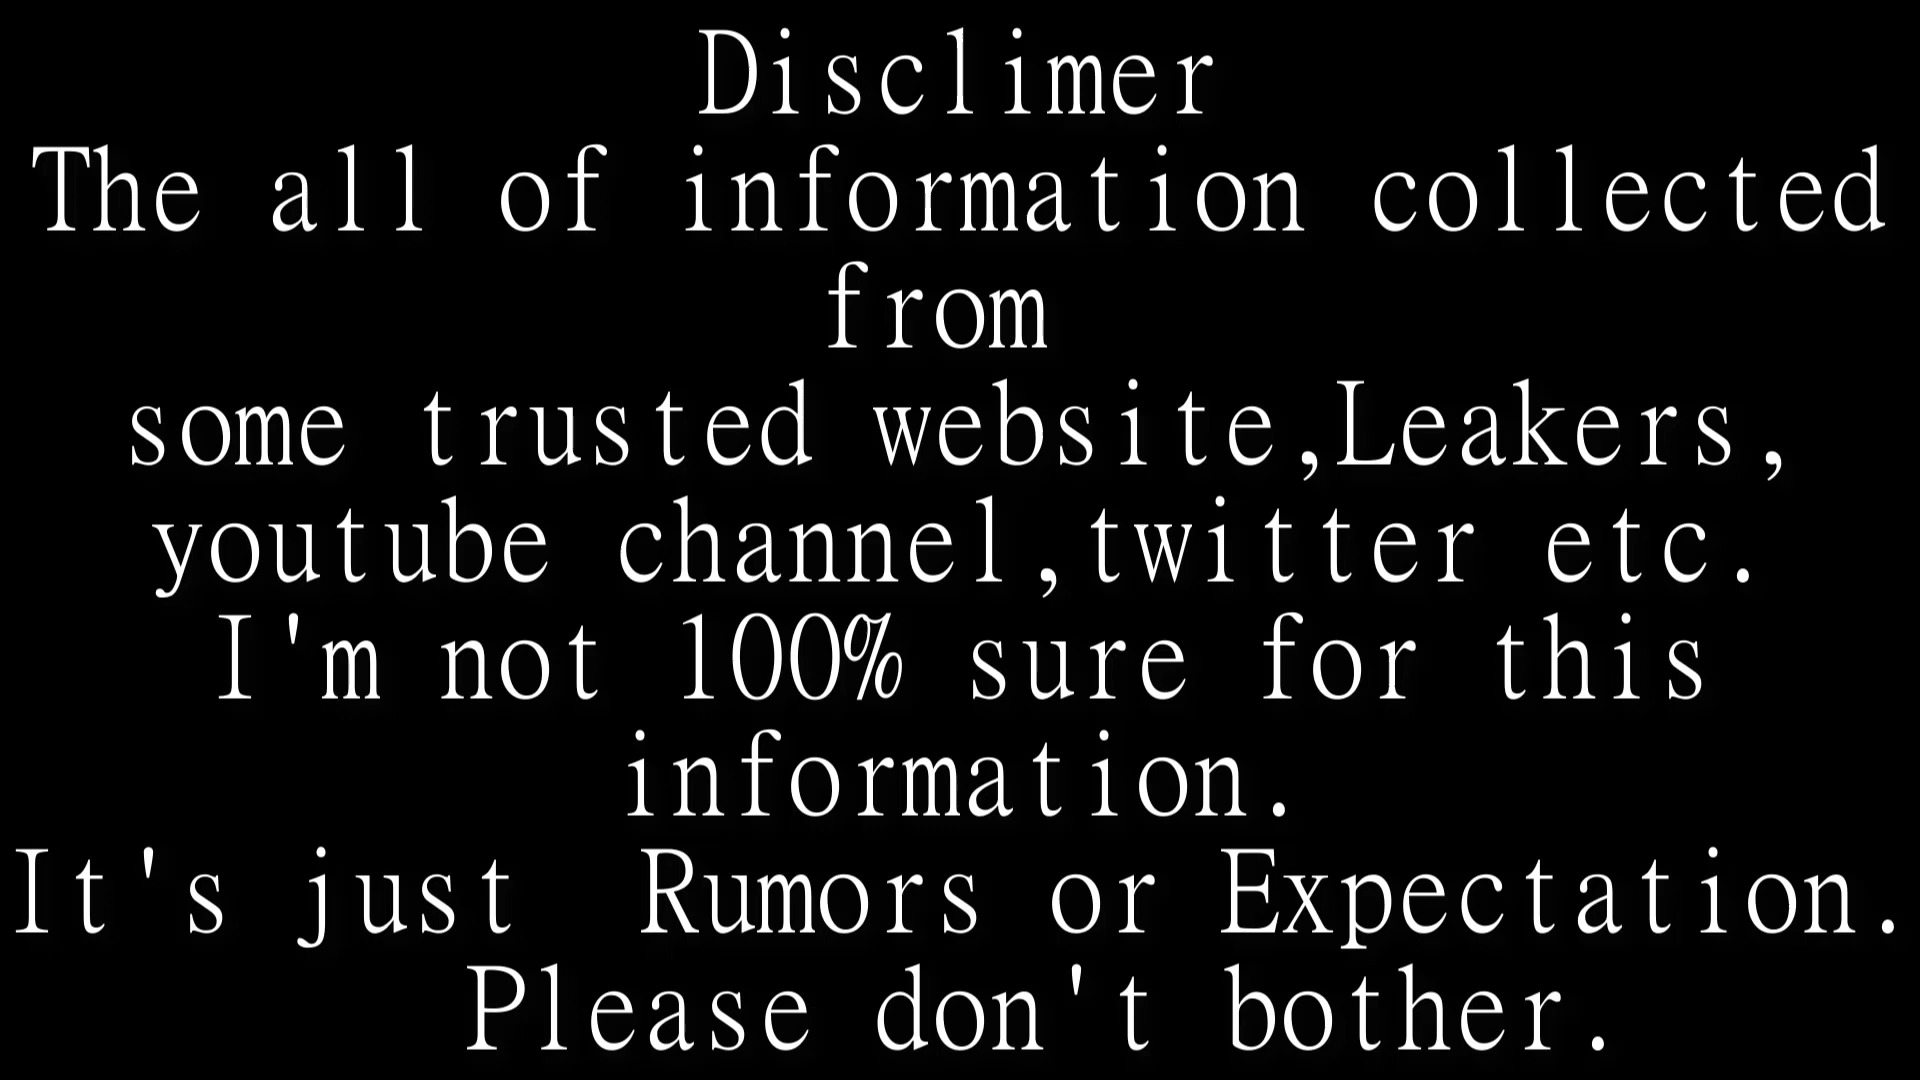 Disclimer
The all of information collected
from
some trusted website,Leakers,
youtube channel,twitter etc.
I'm not 100% sure for this
information.
It's just  Rumors or Expectation.
Please don't bother.